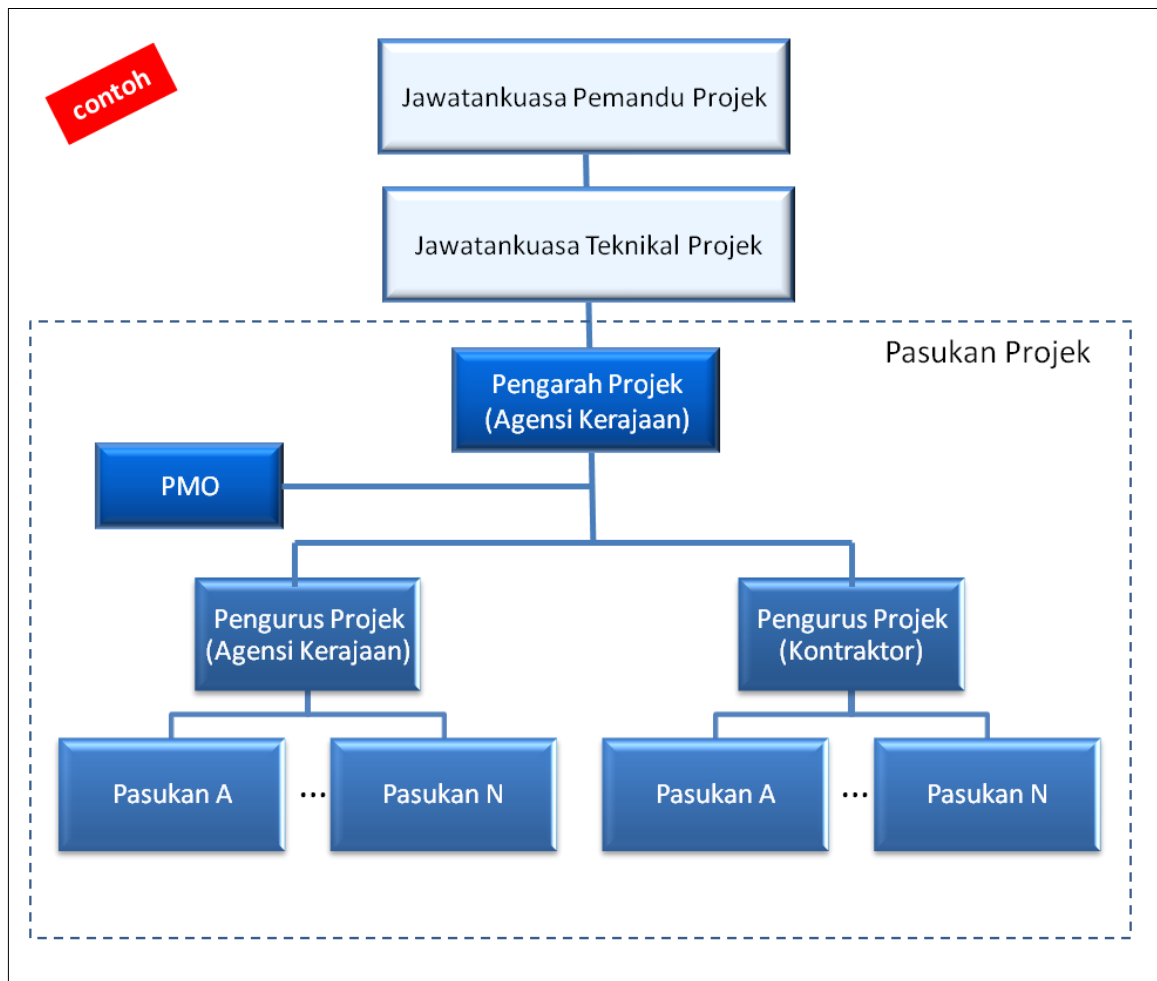 contoh
Jawatankuasa Pemandu Projek
Jawatankuasa Teknikal Projek
Pasukan Projek
Pengarah Projek
(Agensi Kerajaan)
PMO
Pengurus Projek
(Agensi Kerajaan)
Pengurus Projek
(Kontraktor)
Pasukan A
...
Pasukan N
Pasukan A
...
Pasukan N